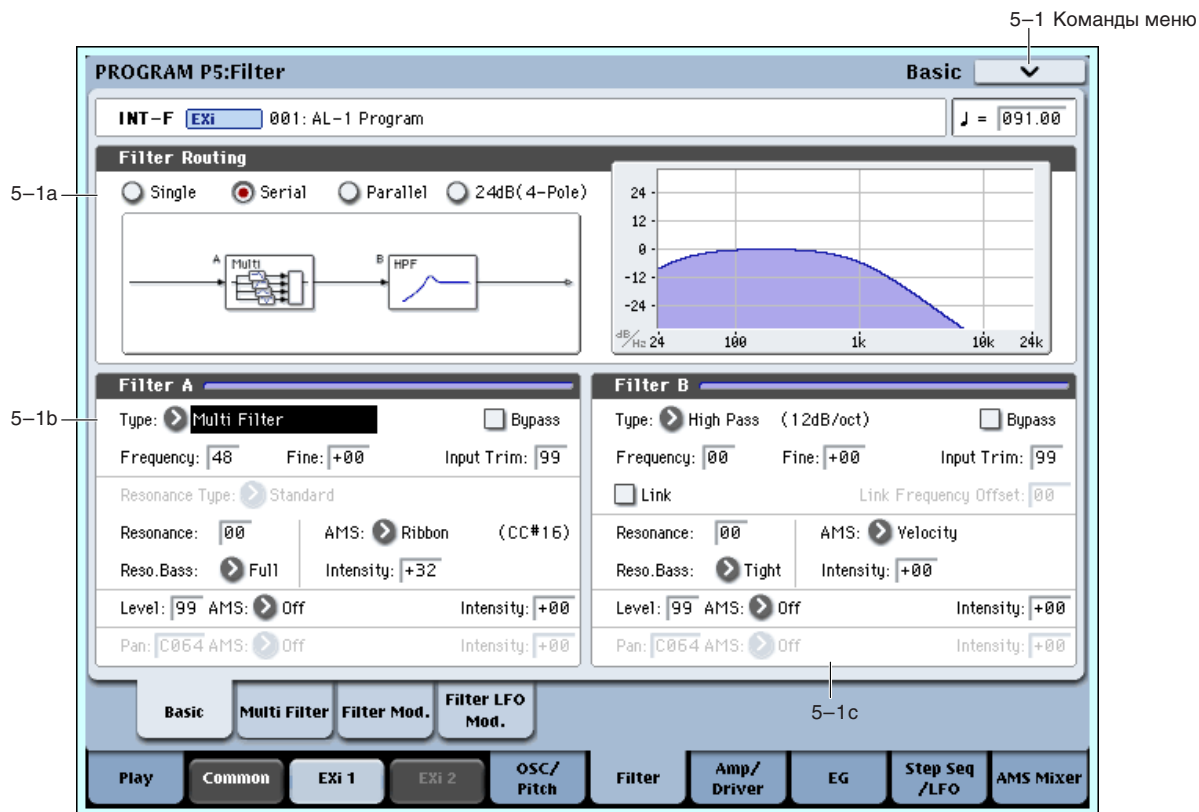 5–1 Команды меню
PROGRAM P5:Filter
Basic
INT-F EXi 001: AL-1 Program
♩ = 091.00
Filter Routing
5–1a
Single Serial Parallel 24dB(4-Pole)
A Multi B HPF
24
12
0
-12
-24
dB/Hz 24 100 1k 10k 24k
Filter A
Filter B
5–1b
Type: Multi Filter Bypass
Type: High Pass (12dB/oct) Bypass
Frequency: 48 Fine: +00 Input Trim: 99
Frequency: 00 Fine: +00 Input Trim: 99
Resonance Type: Standard
Link Link Frequency Offset: 00
Resonance: 00 AMS: Ribbon (CC#16)
Resonance: 00 AMS: Velocity
Reso.Bass: Full Intensity: +32
Reso.Bass: Tight Intensity: +00
Level: 99 AMS: Off Intensity: +00
Level: 99 AMS: Off Intensity: +00
Pan: C064 AMS: Off Intensity: +00
Pan: C064 AMS: Off Intensity: +00
5–1c
Basic Multi Filter Filter Mod. Filter LFO Mod.
Play Common EXi 1 EXi 2 OSC/Pitch Filter Amp/Driver EG Step Seq/LFO AMS Mixer